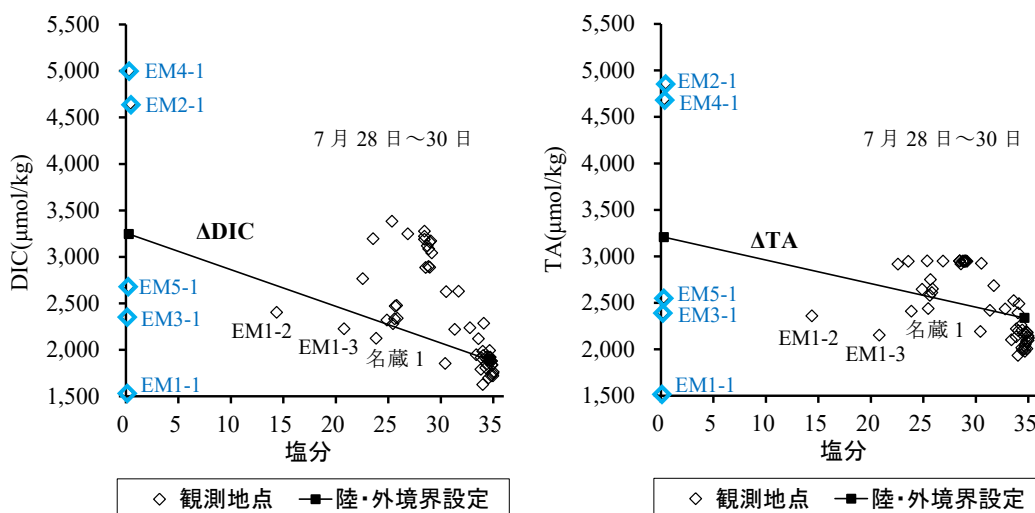 5,500
5,000
4,500
4,000
3,500
3,000
2,500
2,000
1,500
DIC(μmol/kg)
EM4-1
EM2-1
7 月 28 日～30 日
ΔDIC
EM5-1
EM3-1
EM1-2
EM1-3
名蔵 1
EM1-1
0 5 10 15 20 25 30 35
塩分
観測地点 陸・外境界設定
5,500
5,000
4,500
4,000
3,500
3,000
2,500
2,000
1,500
TA(μmol/kg)
EM2-1
EM4-1
7 月 28 日～30 日
ΔTA
EM5-1
EM3-1
EM1-2
EM1-3
名蔵 1
EM1-1
0 5 10 15 20 25 30 35
塩分
観測地点 陸・外境界設定